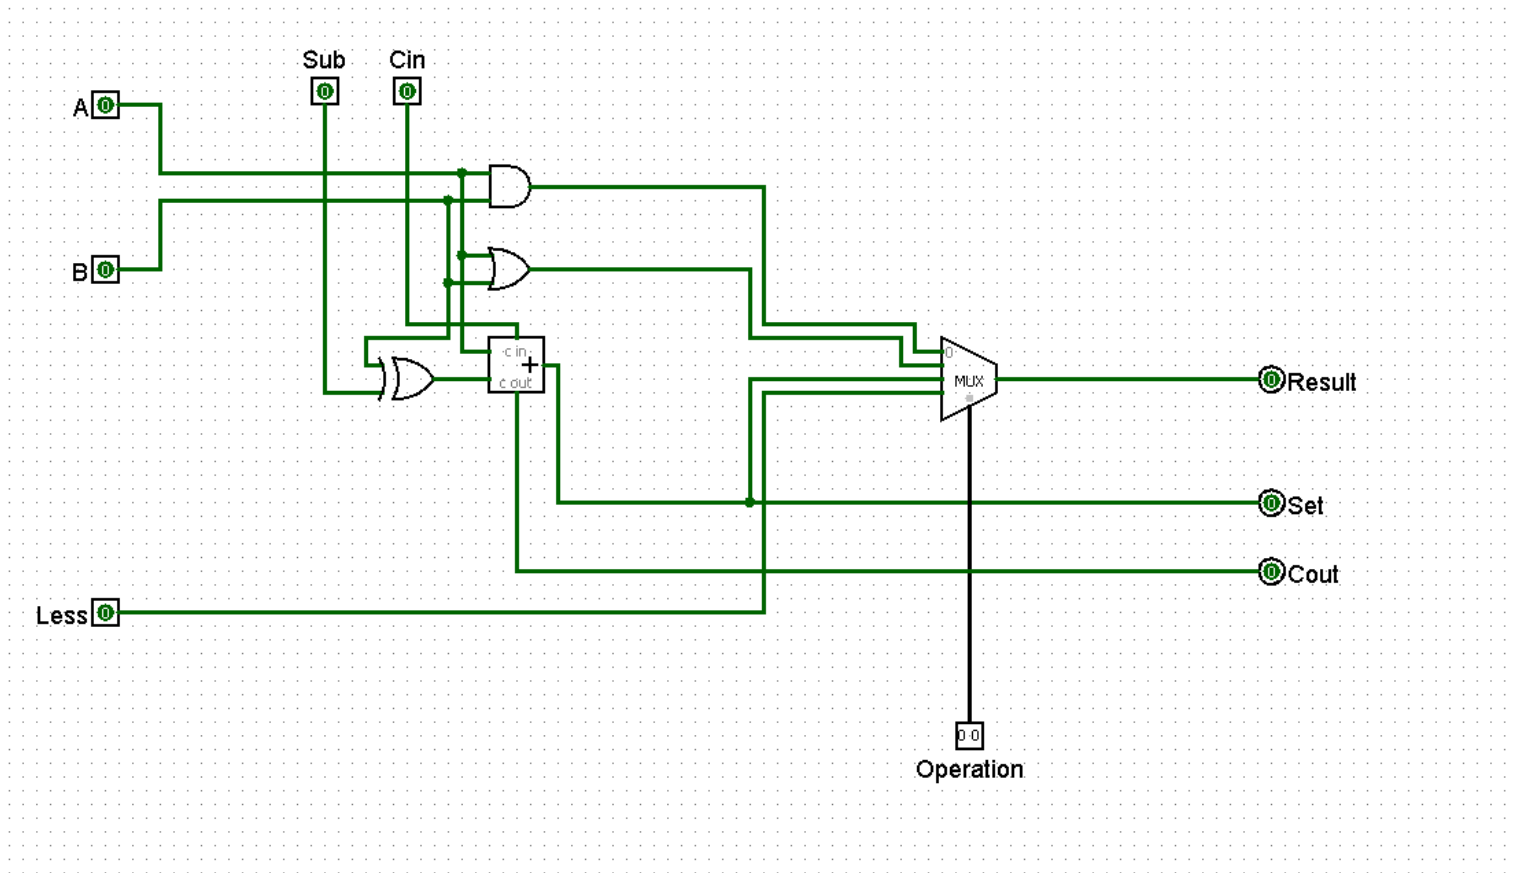 Sub Cin
0 0
A 0
B 0
c in
+
c out
0
MUX
0 Result
0 Set
0 Cout
Less 0
0 0
Operation